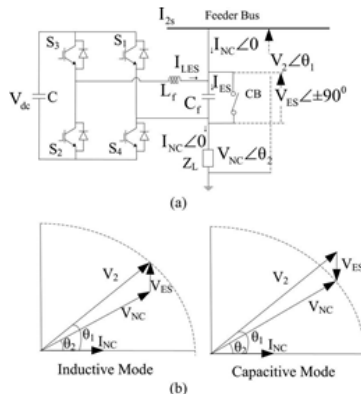 I2s Feeder Bus
S3 S1
INC∠0
ILES
V2∠θ1
Vdc C
Lf
IES
CB
VES∠±90⁰
Cf
S2 S4
INC∠0
ZL
VNC∠θ2
(a)
V2
VES
VNC
θ1
θ2
INC
Inductive Mode
V2
VES
VNC
θ1
θ2
INC
Capacitive Mode
(b)